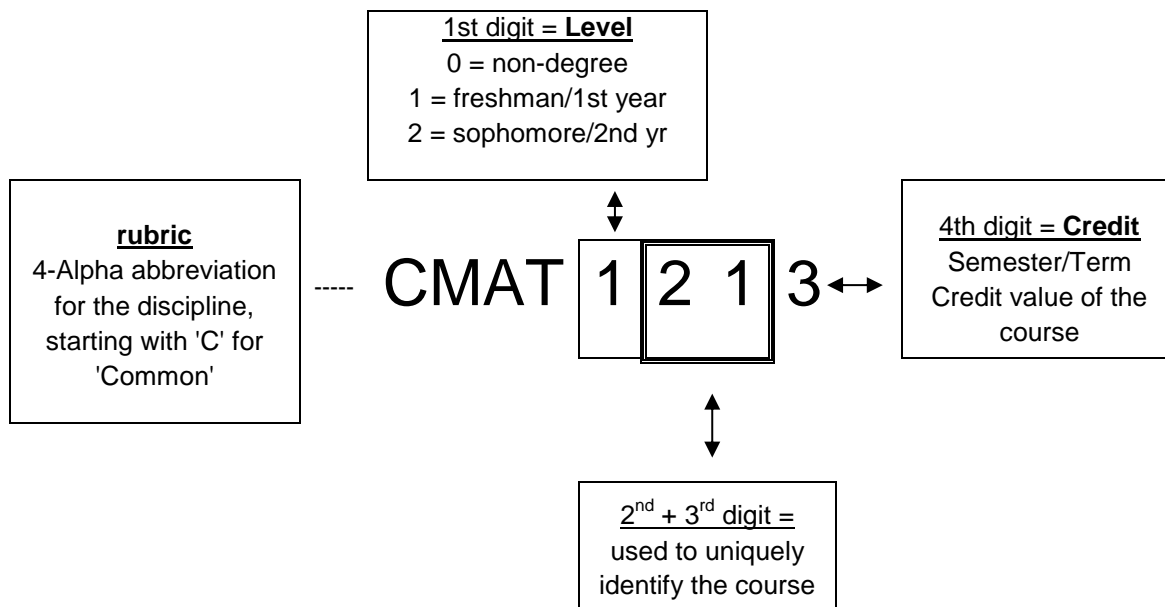 1st digit = Level
0 = non-degree
1 = freshman/1st year
2 = sophomore/2nd yr
rubric
4-Alpha abbreviation
for the discipline,
starting with 'C' for
'Common'
----- CMAT 1 2 1 3
4th digit = Credit
Semester/Term
Credit value of the
course
2nd + 3rd digit =
used to uniquely
identify the course